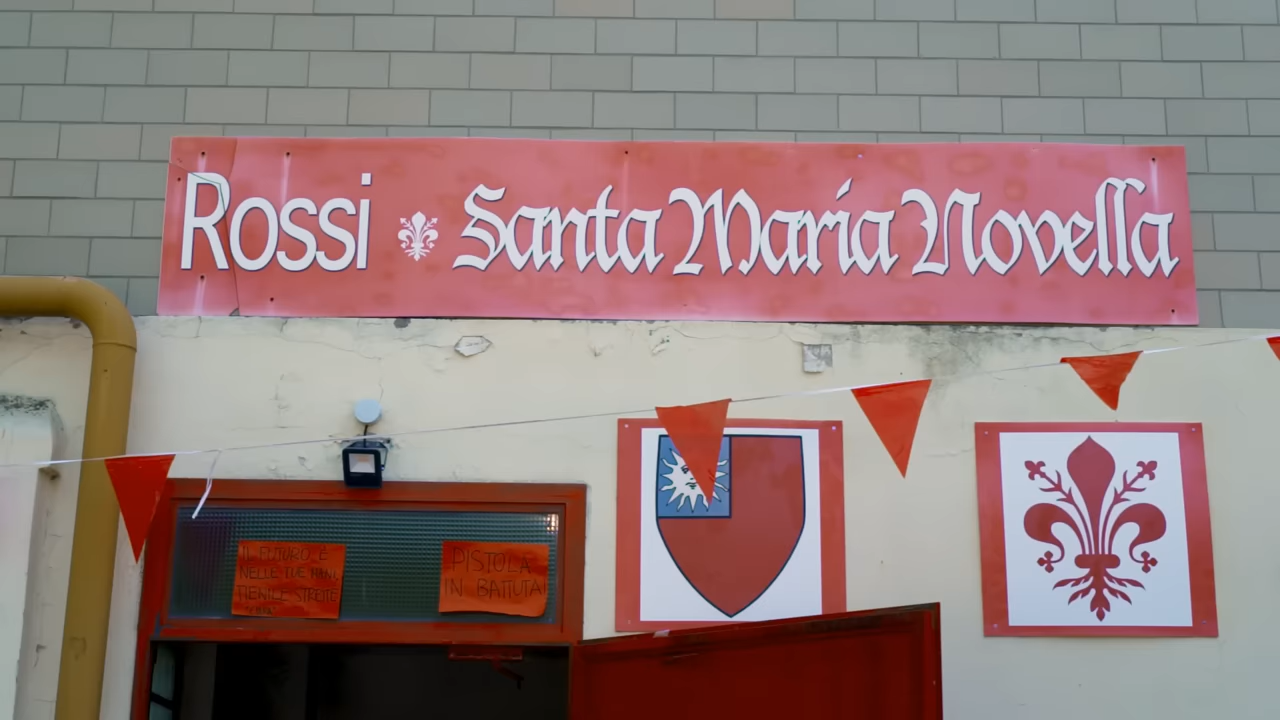 Rossi Santa Maria Novella
IL FUTURO È
NELLE TUE MANI,
TIENILE STRETTE
PISTOLA
IN BATTUTA!